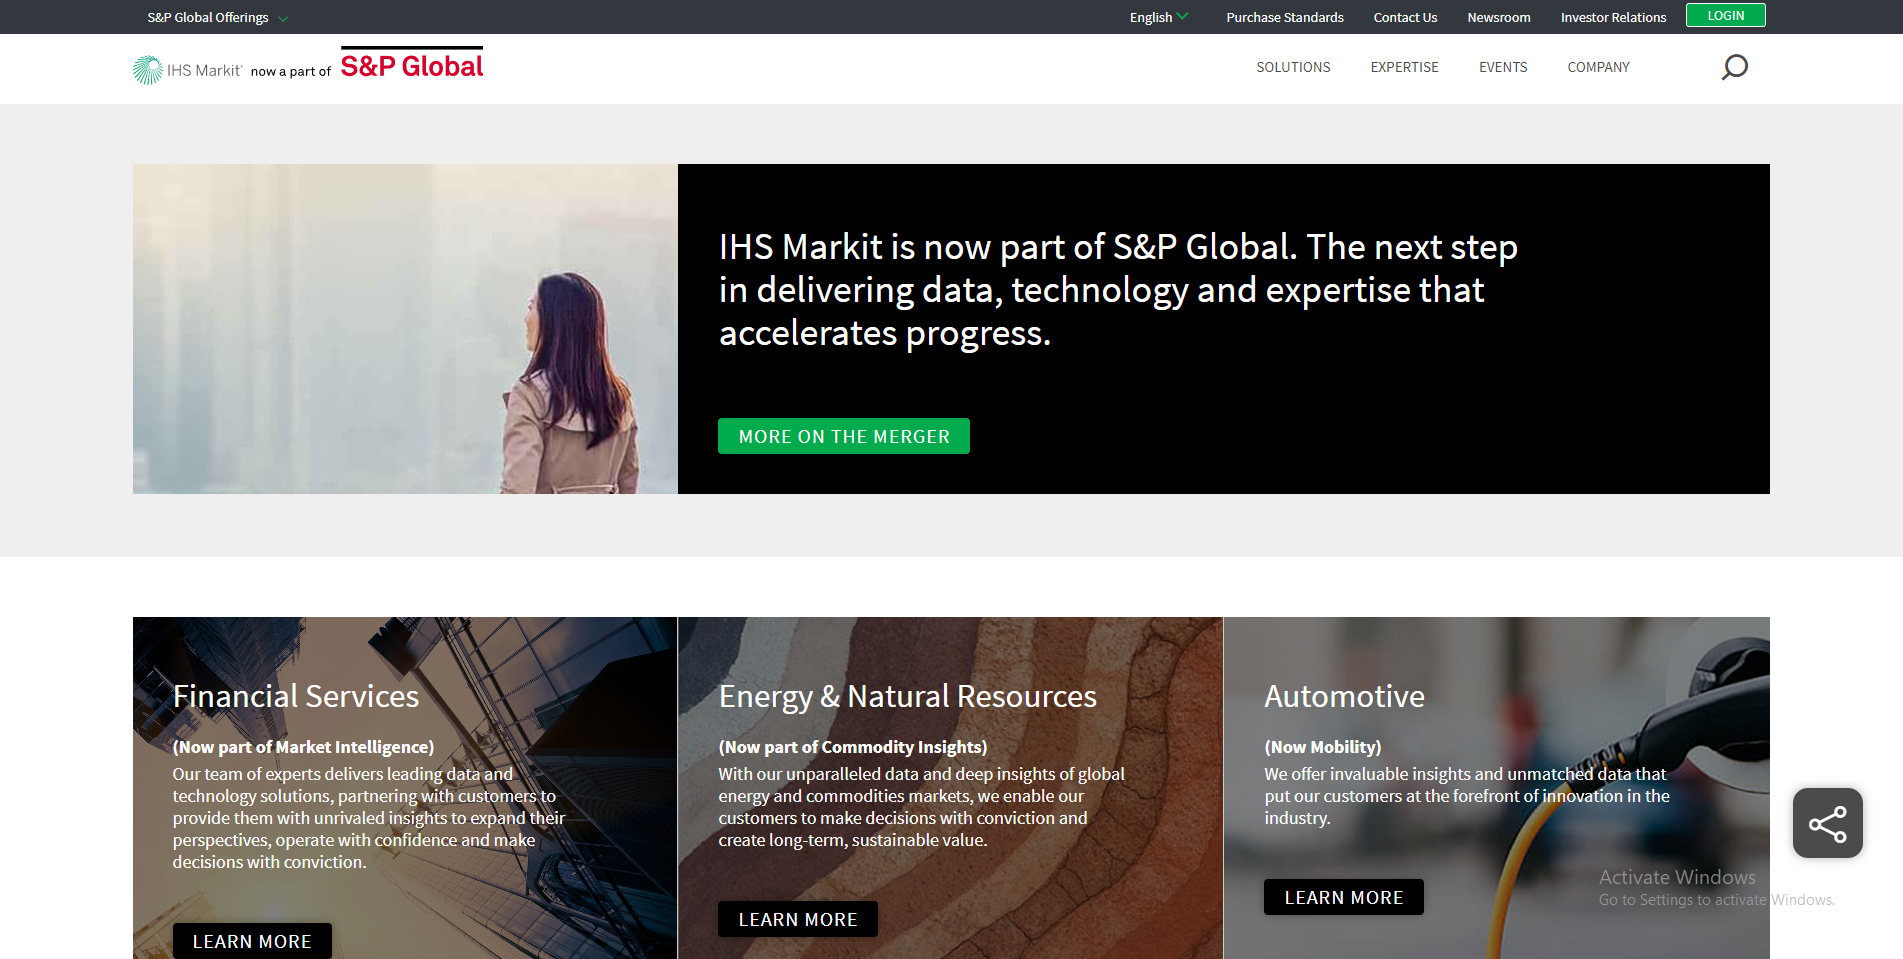 S&P Global Offerings
English
Purchase Standards
Contact Us
Newsroom
Investor Relations
LOGIN
IHS Markit® now a part of S&P Global
SOLUTIONS
EXPERTISE
EVENTS
COMPANY
IHS Markit is now part of S&P Global. The next step
in delivering data, technology and expertise that
accelerates progress.
MORE ON THE MERGER
Financial Services
(Now part of Market Intelligence)
Our team of experts delivers leading data and
technology solutions, partnering with customers to
provide them with unrivaled insights to expand their
perspectives, operate with confidence and make
decisions with conviction.
LEARN MORE
Energy & Natural Resources
(Now part of Commodity Insights)
With our unparalleled data and deep insights of global
energy and commodities markets, we enable our
customers to make decisions with conviction and
create long-term, sustainable value.
LEARN MORE
Automotive
(Now Mobility)
We offer invaluable insights and unmatched data that
put our customers at the forefront of innovation in the
industry.
LEARN MORE
Activate Windows
Go to Settings to activate Windows.